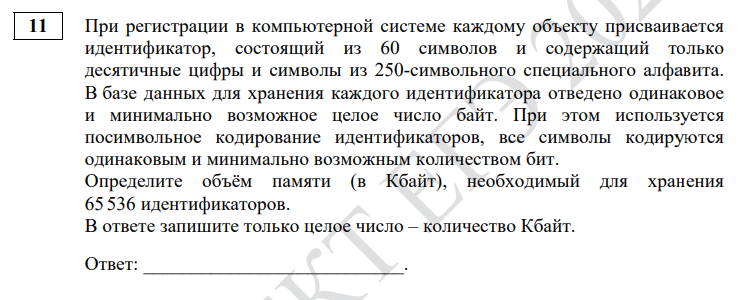 11
При регистрации в компьютерной системе каждому объекту присваивается
идентификатор, состоящий из 60 символов и содержащий только
десятичные цифры и символы из 250-символьного специального алфавита.
В базе данных для хранения каждого идентификатора отведено одинаковое
и минимально возможное целое число байт. При этом используется
посимвольное кодирование идентификаторов, все символы кодируются
одинаковым и минимально возможным количеством бит.
Определите объём памяти (в Кбайт), необходимый для хранения
65 536 идентификаторов.
В ответе запишите только целое число – количество Кбайт.
Ответ: ___________________________.